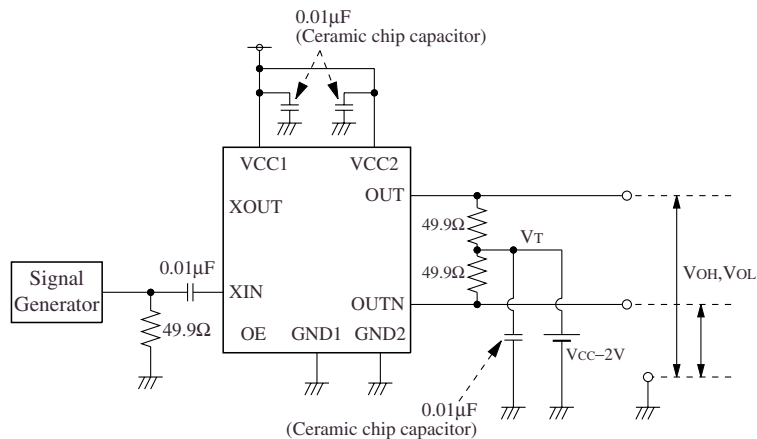 0.01μF
(Ceramic chip capacitor)
VCC1
VCC2
XOUT
OUT
49.9Ω
VT
49.9Ω
VOH,VOL
Signal
Generator
0.01μF
XIN
OUTN
49.9Ω
OE
GND1
GND2
VCC–2V
0.01μF
(Ceramic chip capacitor)